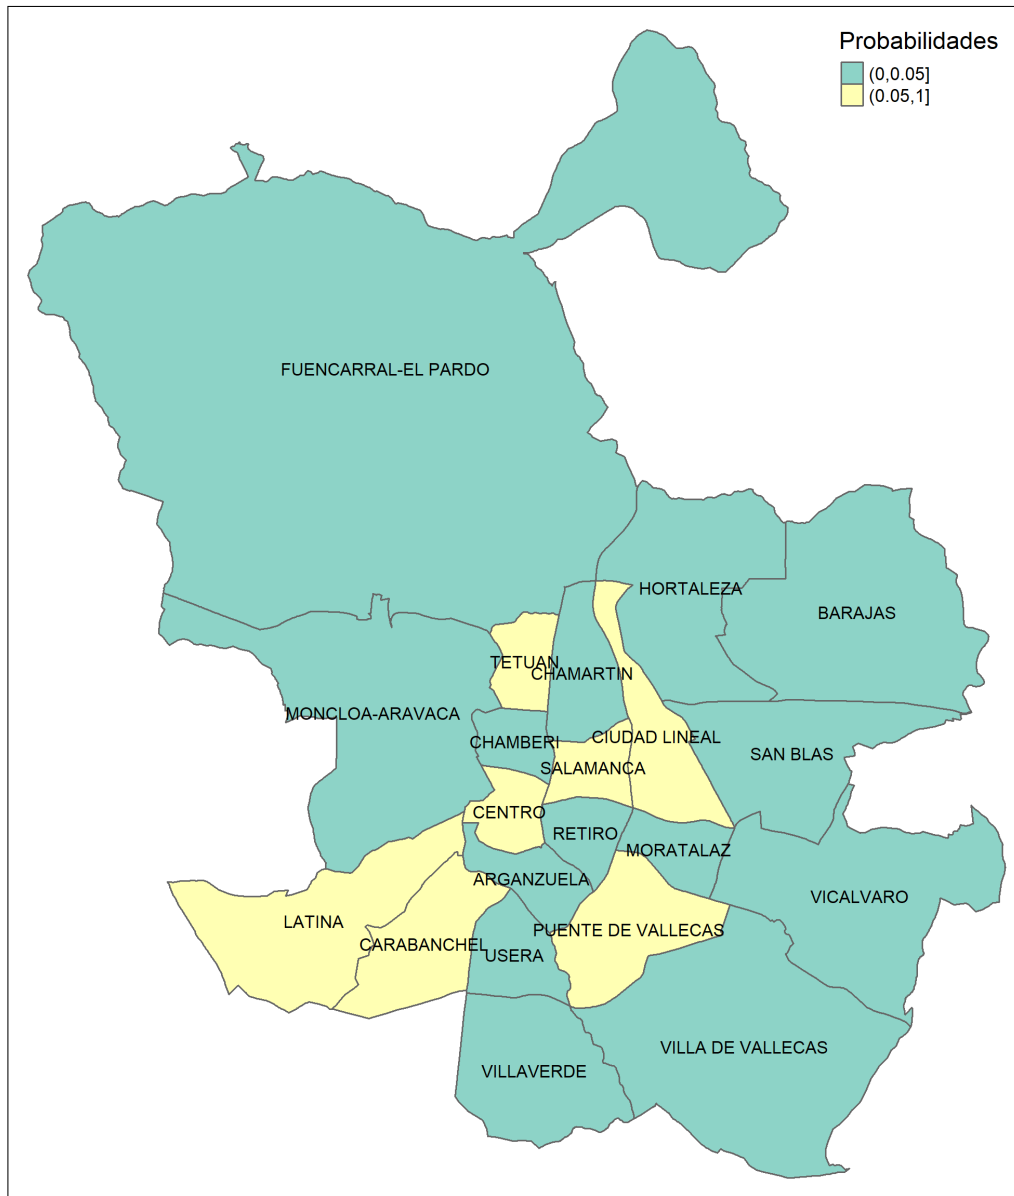 Probabilidades
(0,0.05]
(0.05,1]
FUENCARRAL-EL PARDO
HORTALEZA
BARAJAS
TETUAN
CHAMARTIN
MONCLOA-ARAVACA
CHAMBERI
CIUDAD LINEAL
SAN BLAS
SALAMANCA
CENTRO
RETIRO
MORATALAZ
ARGANZUELA
VICALVARO
LATINA
PUENTE DE VALLECAS
CARABANCHEL
USERA
VILLA DE VALLECAS
VILLAVERDE